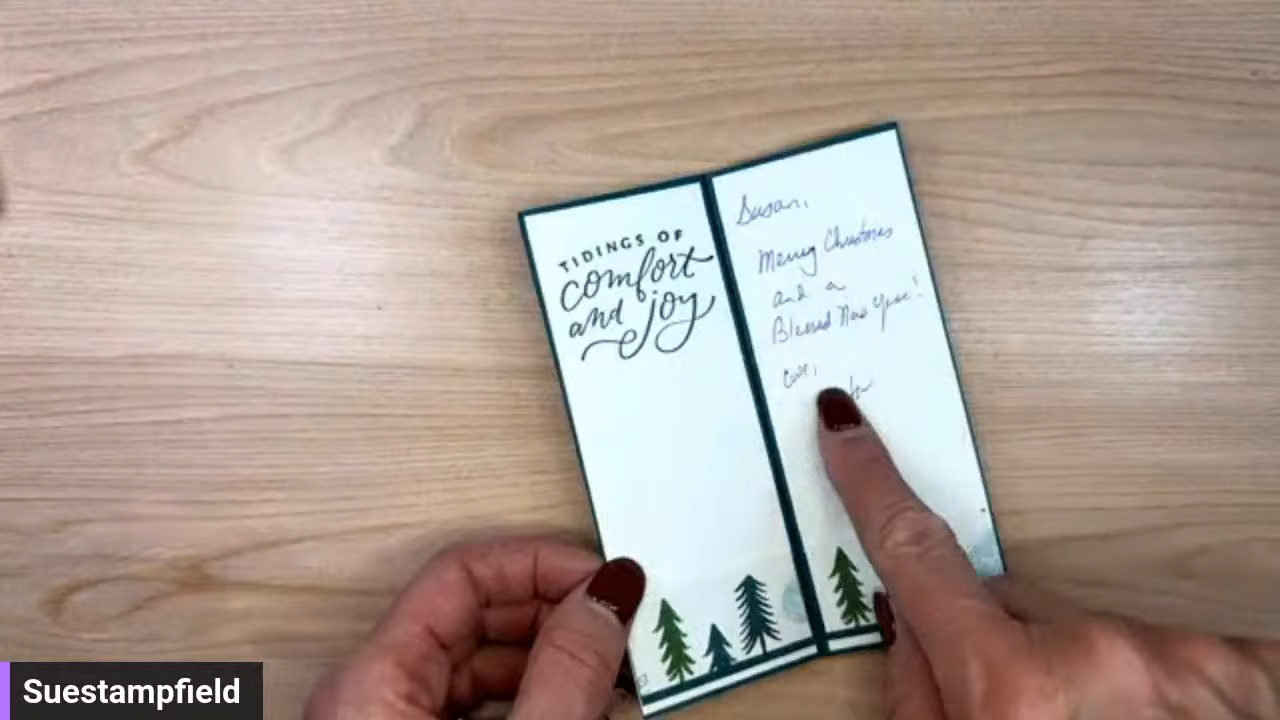 TIDINGS OF
comfort
and joy
Susan,
Merry Christmas
and a
Blessed New Year!
Suestampfield